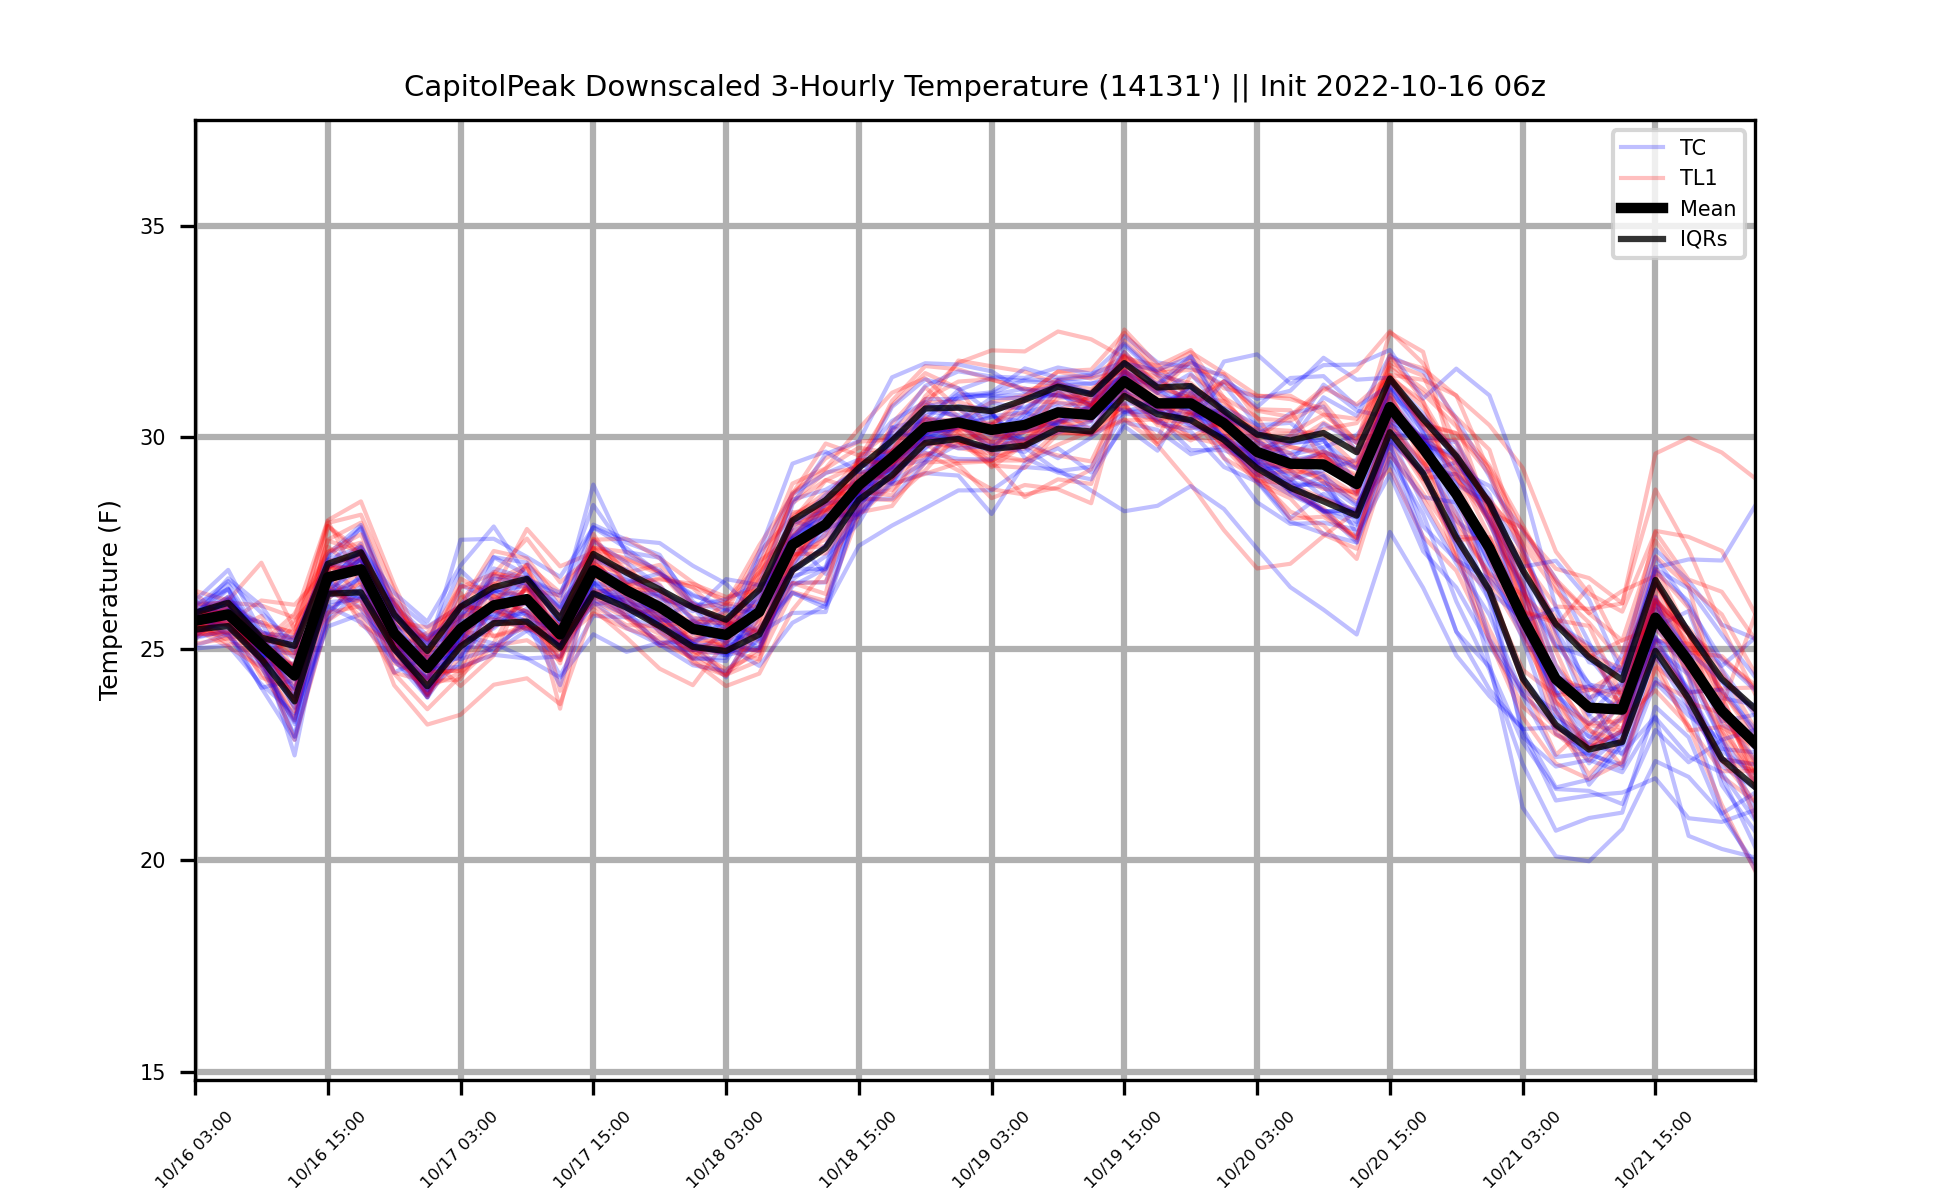 CapitolPeak Downscaled 3-Hourly Temperature (14131') || Init 2022-10-16 06z
TC
TL1
Mean
IQRs
Temperature (F)
35
30
25
20
15
10/16 03:00
10/16 15:00
10/17 03:00
10/17 15:00
10/18 03:00
10/18 15:00
10/19 03:00
10/19 15:00
10/20 03:00
10/20 15:00
10/21 03:00
10/21 15:00